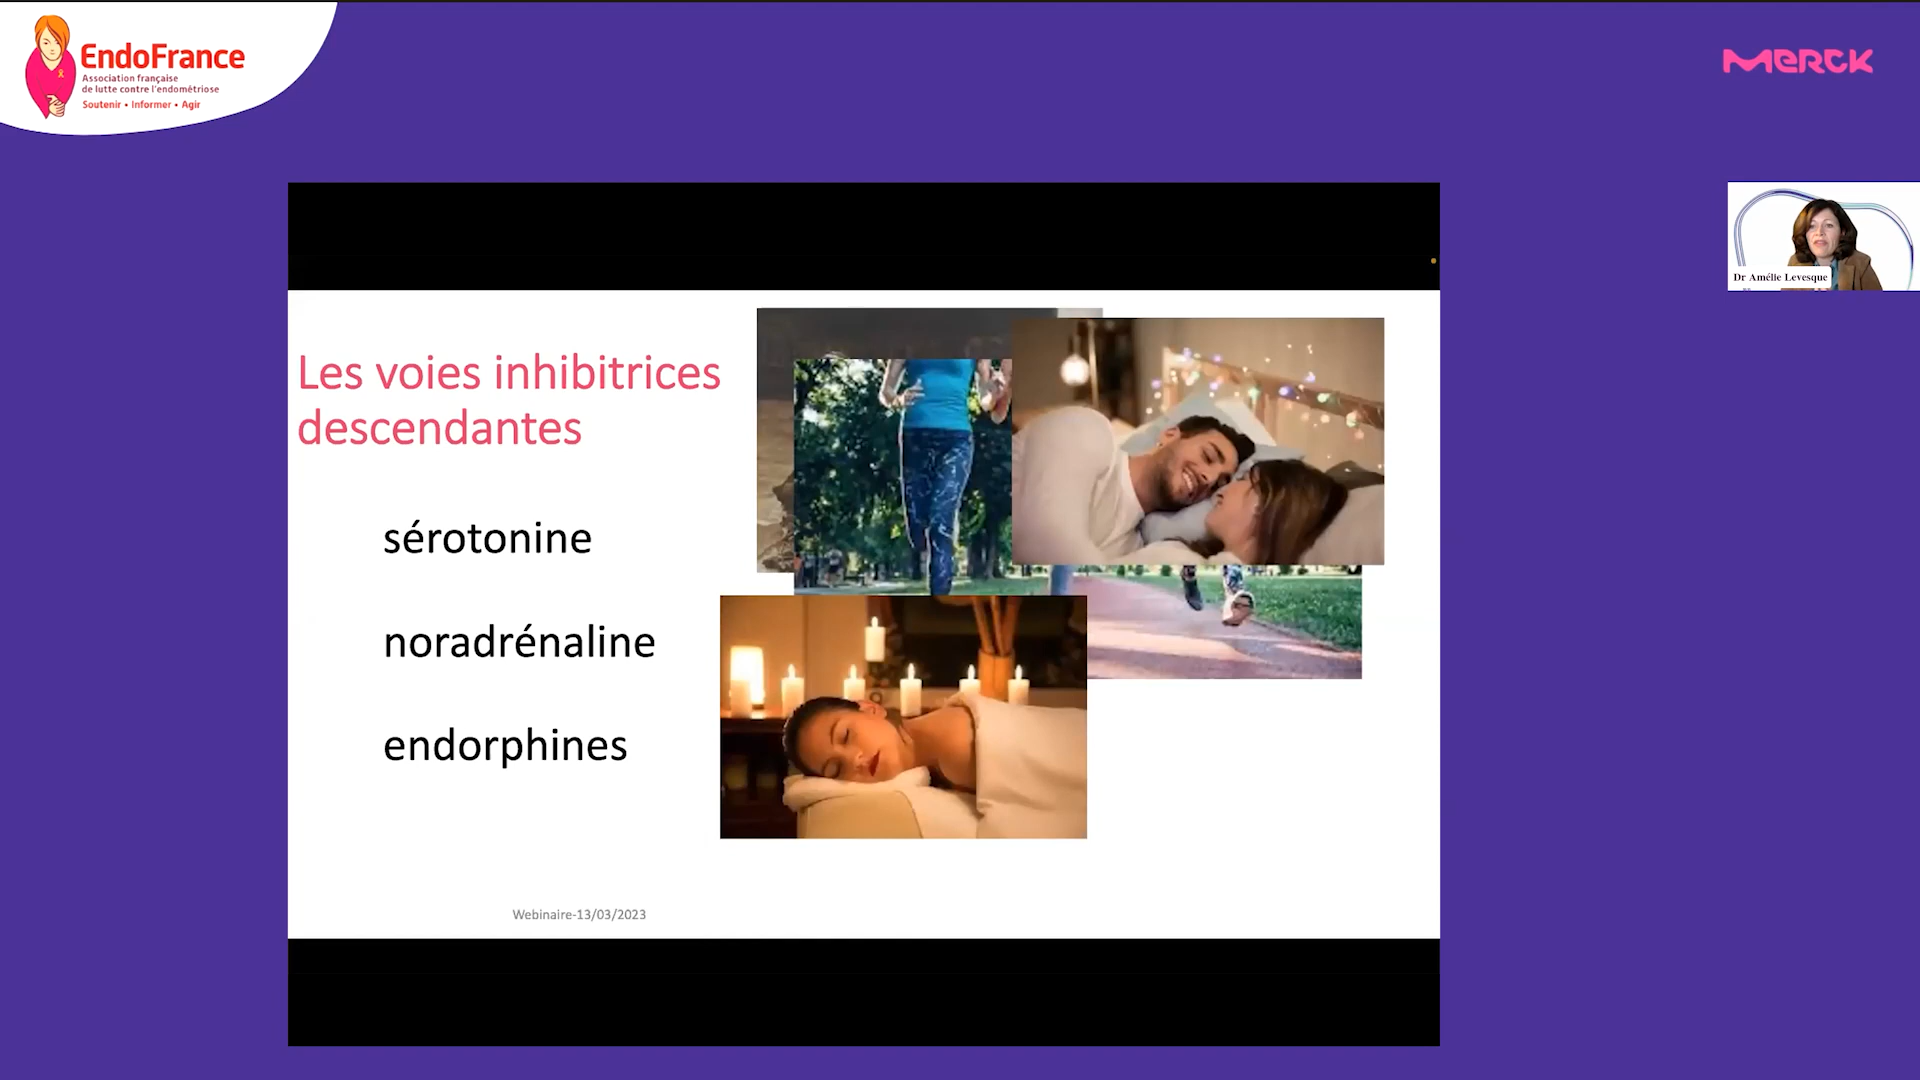 EndoFrance
Association française
de lutte contre l'endométriose
Soutenir • Informer • Agir
MERCK
Dr Amélie Levesque
Les voies inhibitrices
descendantes
sérotonine
noradrénaline
endorphines
Webinaire-13/03/2023